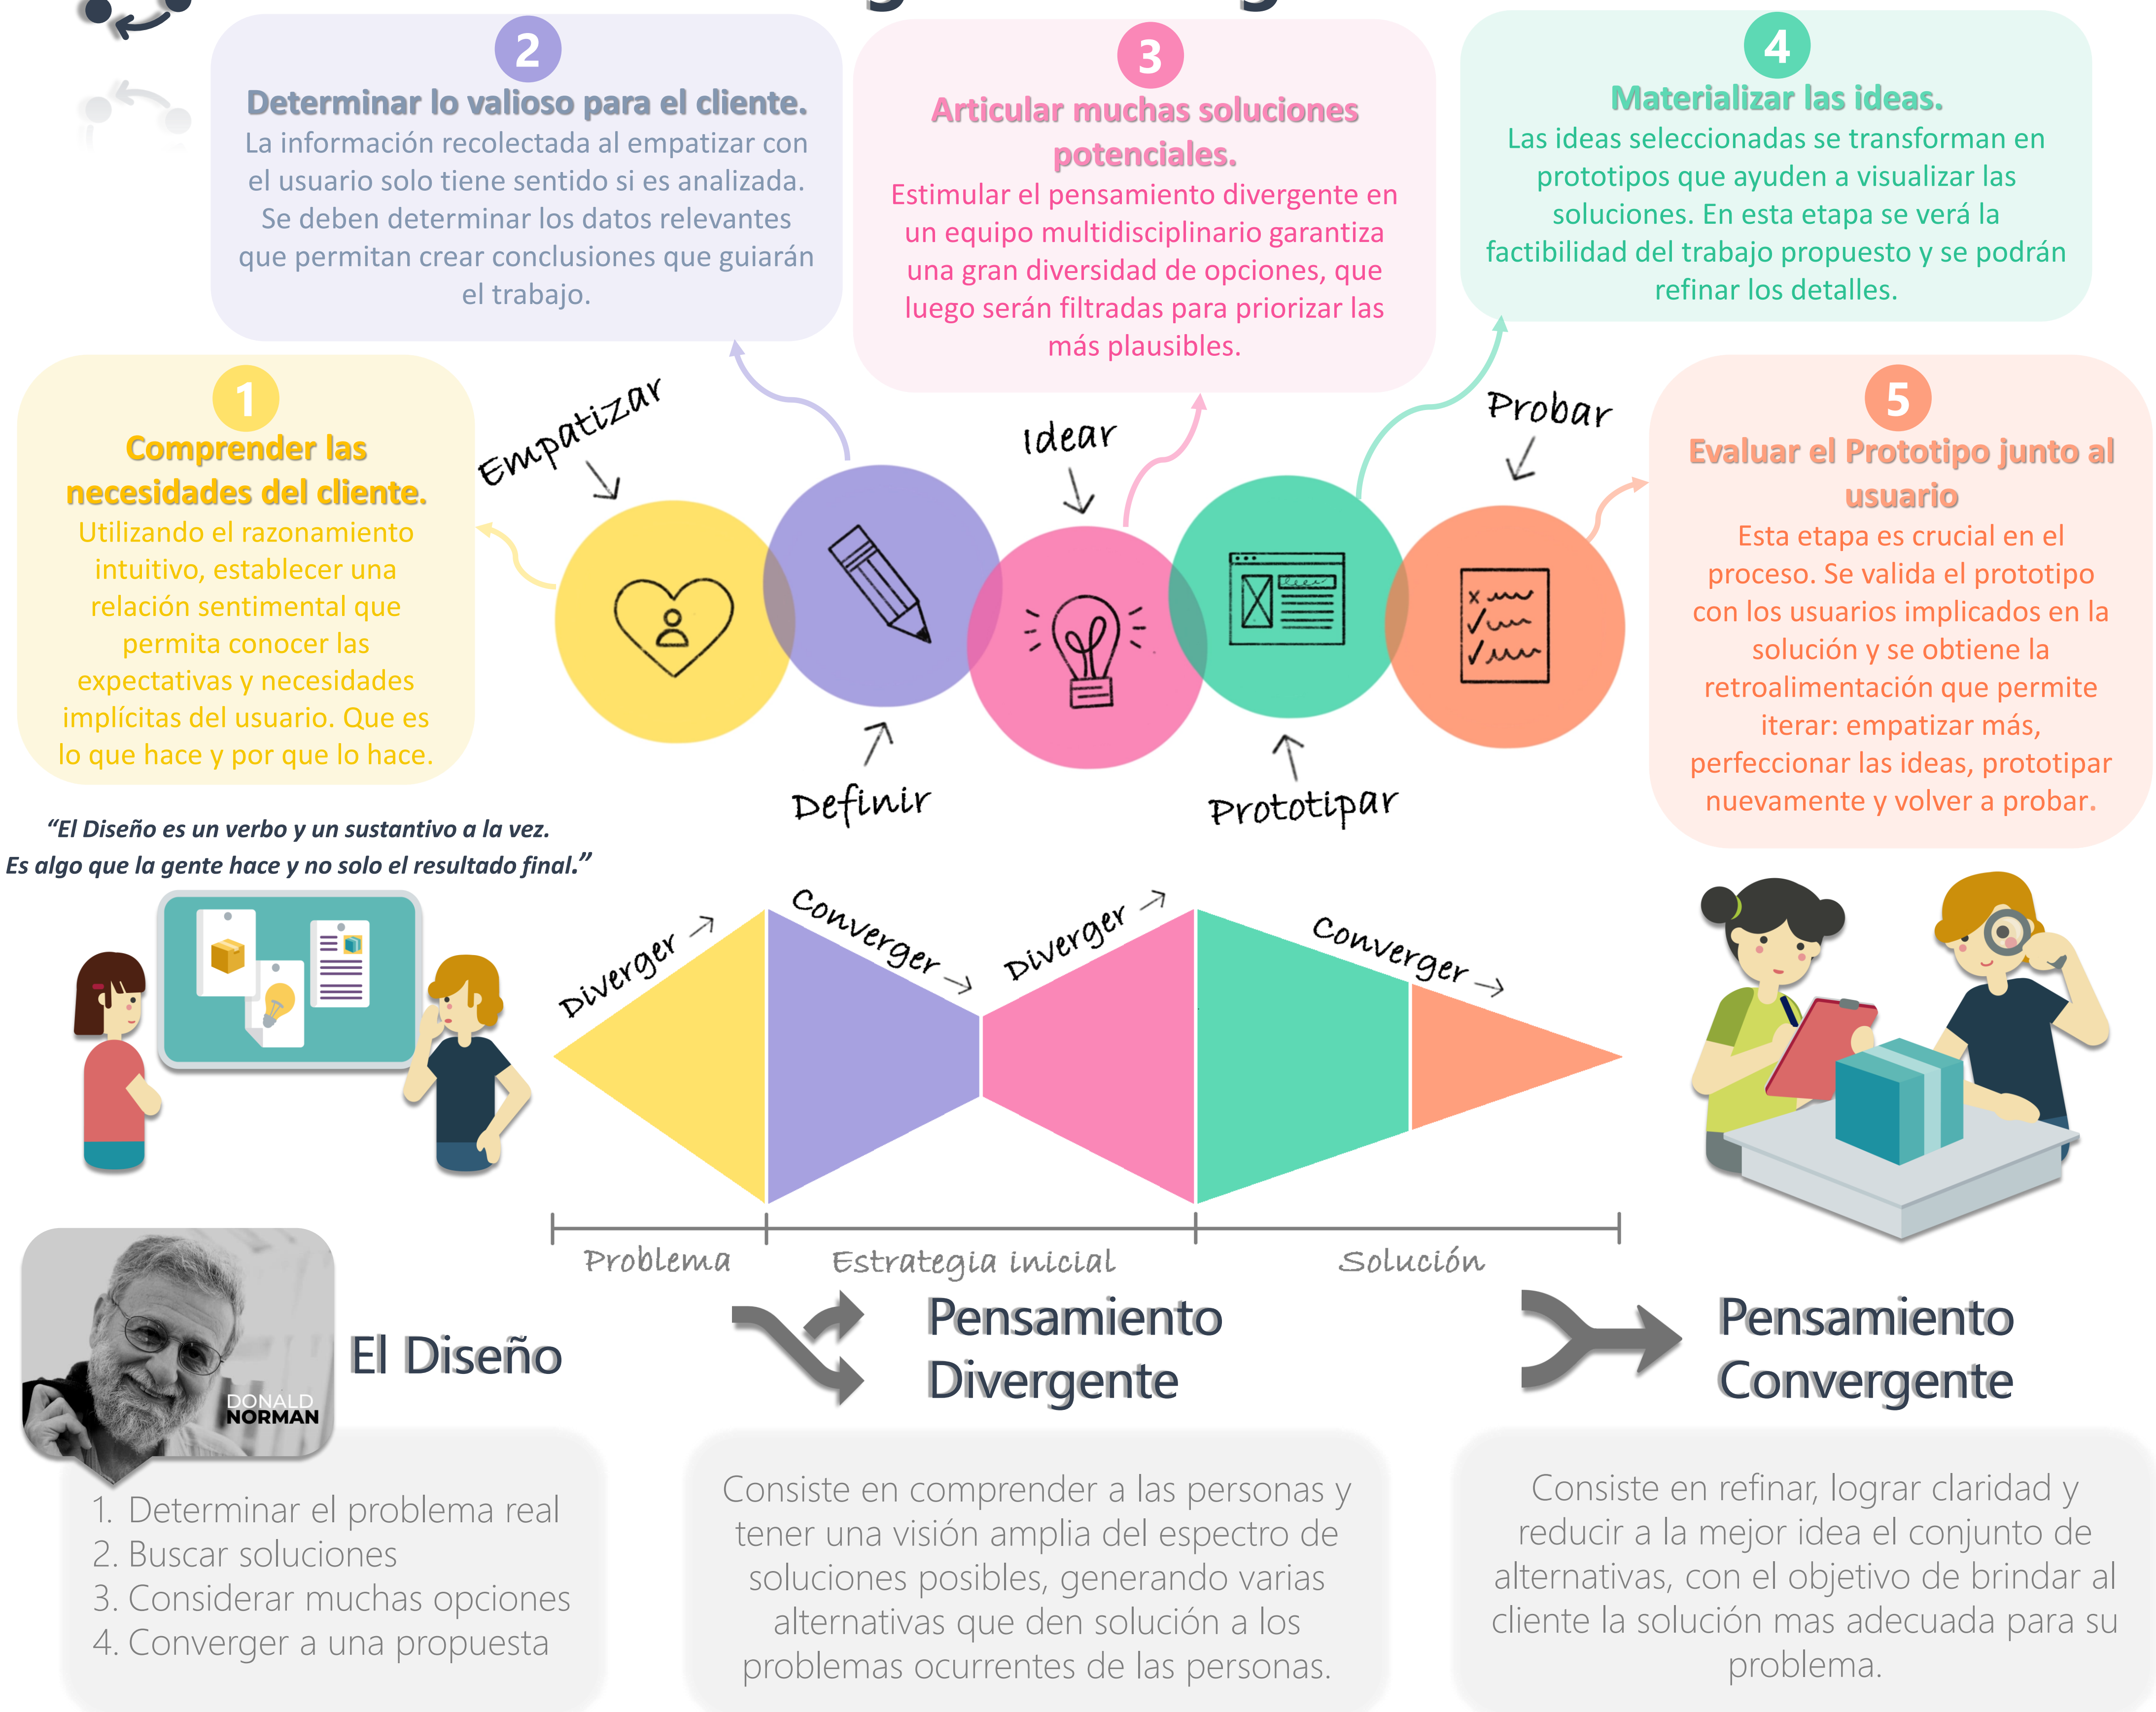 2
Determinar lo valioso para el cliente.
La información recolectada al empatizar con
el usuario solo tiene sentido si es analizada.
Se deben determinar los datos relevantes
que permitan crear conclusiones que guiarán
el trabajo.
3
Articular muchas soluciones
potenciales.
Estimular el pensamiento divergente en
un equipo multidisciplinario garantiza
una gran diversidad de opciones, que
luego serán filtradas para priorizar las
más plausibles.
4
Materializar las ideas.
Las ideas seleccionadas se transforman en
prototipos que ayuden a visualizar las
soluciones. En esta etapa se verá la
factibilidad del trabajo propuesto y se podrán
refinar los detalles.
1
Comprender las
necesidades del cliente.
Utilizando el razonamiento
intuitivo, establecer una
relación sentimental que
permita conocer las
expectativas y necesidades
implícitas del usuario. Que es
lo que hace y por que lo hace.
Empatizar
Idear
Probar
Definir
Prototipar
5
Evaluar el Prototipo junto al
usuario
Esta etapa es crucial en el
proceso. Se valida el prototipo
con los usuarios implicados en la
solución y se obtiene la
retroalimentación que permite
iterar: empatizar más,
perfeccionar las ideas, prototipar
nuevamente y volver a probar.
“El Diseño es un verbo y un sustantivo a la vez.
Es algo que la gente hace y no solo el resultado final.”
Diverger
Converger
Diverger
Converger
Problema
Estrategia inicial
Solución
DONALD
NORMAN
El Diseño
1. Determinar el problema real
2. Buscar soluciones
3. Considerar muchas opciones
4. Converger a una propuesta
Pensamiento
Divergente
Consiste en comprender a las personas y
tener una visión amplia del espectro de
soluciones posibles, generando varias
alternativas que den solución a los
problemas ocurrentes de las personas.
Pensamiento
Convergente
Consiste en refinar, lograr claridad y
reducir a la mejor idea el conjunto de
alternativas, con el objetivo de brindar al
cliente la solución mas adecuada para su
problema.